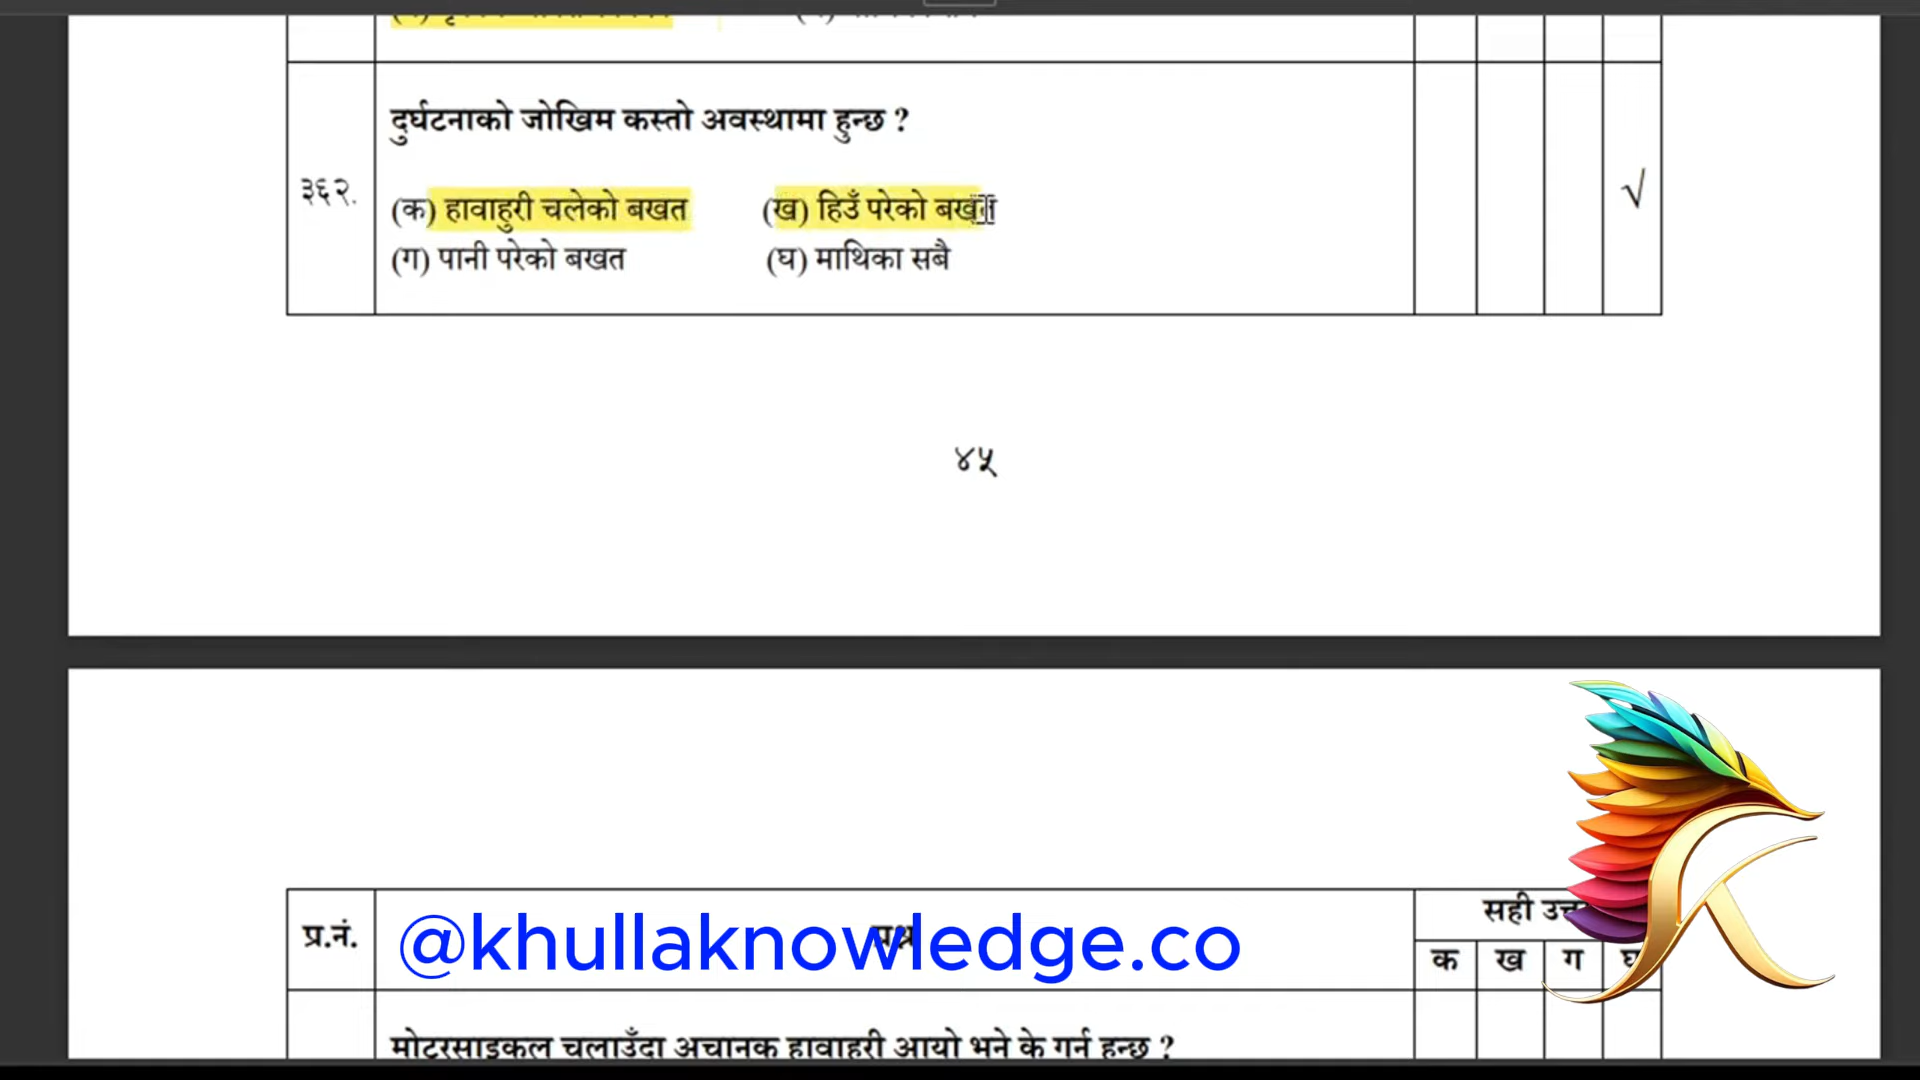 दुर्घटनाको जोखिम कस्तो अवस्थामा हुन्छ ?
३६२.
(क) हावाहुरी चलेको बखत (ख) हिउँ परेको बखत
√
(ग) पानी परेको बखत (घ) माथिका सबै
४५
सही
प्र.नं. @khullaknowledge.co
क ख ग घ
मोटरसाइकल चलाउँदा अचानक हावाहुरी आयो भने के गर्नु हुन्छ ?